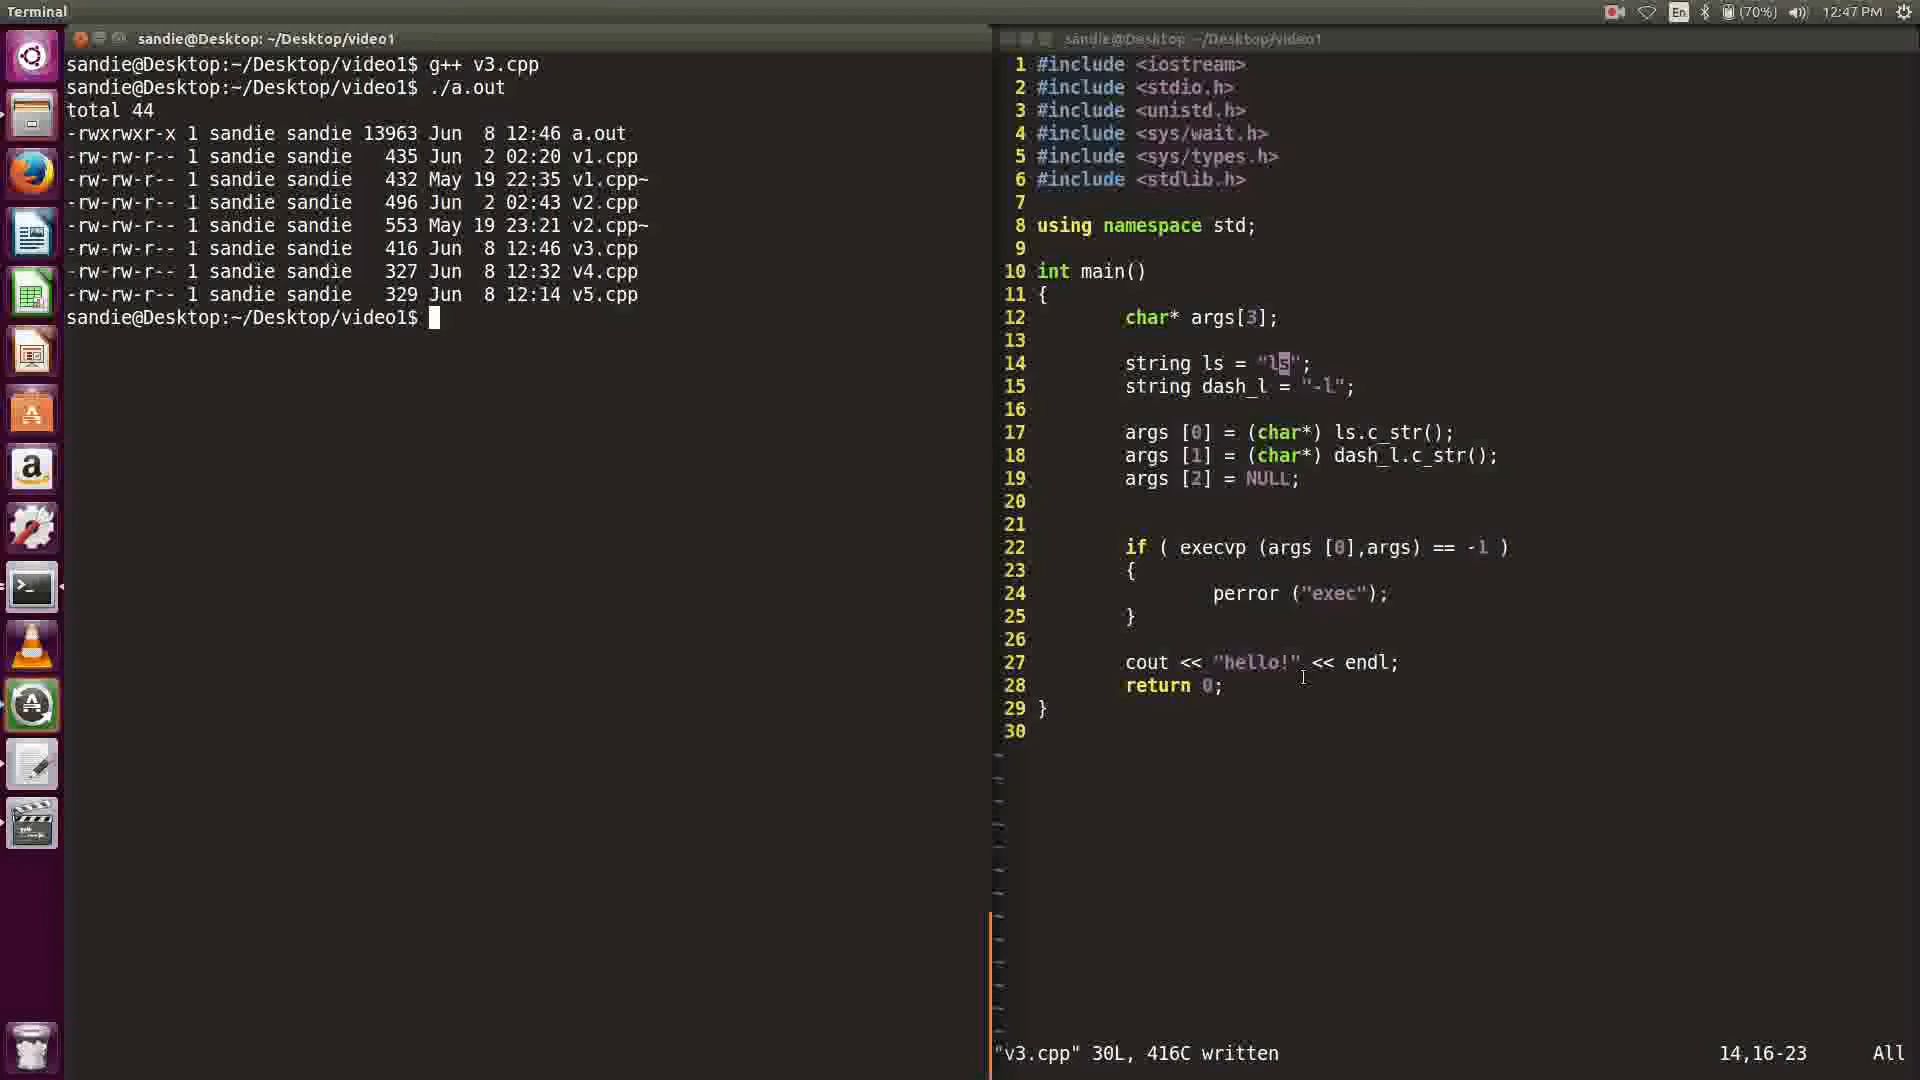 Terminal
En
(70%)
12:47 PM
sandie@Desktop: ~/Desktop/video1
sandie@Desktop:~/Desktop/video1$ g++ v3.cpp
sandie@Desktop:~/Desktop/video1$ ./a.out
total 44
-rwxrwxr-x 1 sandie sandie 13963 Jun  8 12:46 a.out
-rw-rw-r-- 1 sandie sandie   435 Jun  2 02:20 v1.cpp
-rw-rw-r-- 1 sandie sandie   432 May 19 22:35 v1.cpp~
-rw-rw-r-- 1 sandie sandie   496 Jun  2 02:43 v2.cpp
-rw-rw-r-- 1 sandie sandie   553 May 19 23:21 v2.cpp~
-rw-rw-r-- 1 sandie sandie   416 Jun  8 12:46 v3.cpp
-rw-rw-r-- 1 sandie sandie   327 Jun  8 12:32 v4.cpp
-rw-rw-r-- 1 sandie sandie   329 Jun  8 12:14 v5.cpp
sandie@Desktop:~/Desktop/video1$
sandie@Desktop: ~/Desktop/video1
1 #include <iostream>
2 #include <stdio.h>
3 #include <unistd.h>
4 #include <sys/wait.h>
5 #include <sys/types.h>
6 #include <stdlib.h>
7
8 using namespace std;
9
10 int main()
11 {
12         char* args[3];
13
14         string ls = "ls";
15         string dash_l = "-l";
16
17         args [0] = (char*) ls.c_str();
18         args [1] = (char*) dash_l.c_str();
19         args [2] = NULL;
20
21
22         if ( execvp (args [0],args) == -1 )
23         {
24                 perror ("exec");
25         }
26
27         cout << "hello!" << endl;
28         return 0;
29 }
30
~
~
~
~
~
~
~
~
~
~
~
~
~
"v3.cpp" 30L, 416C written
14,16-23
All